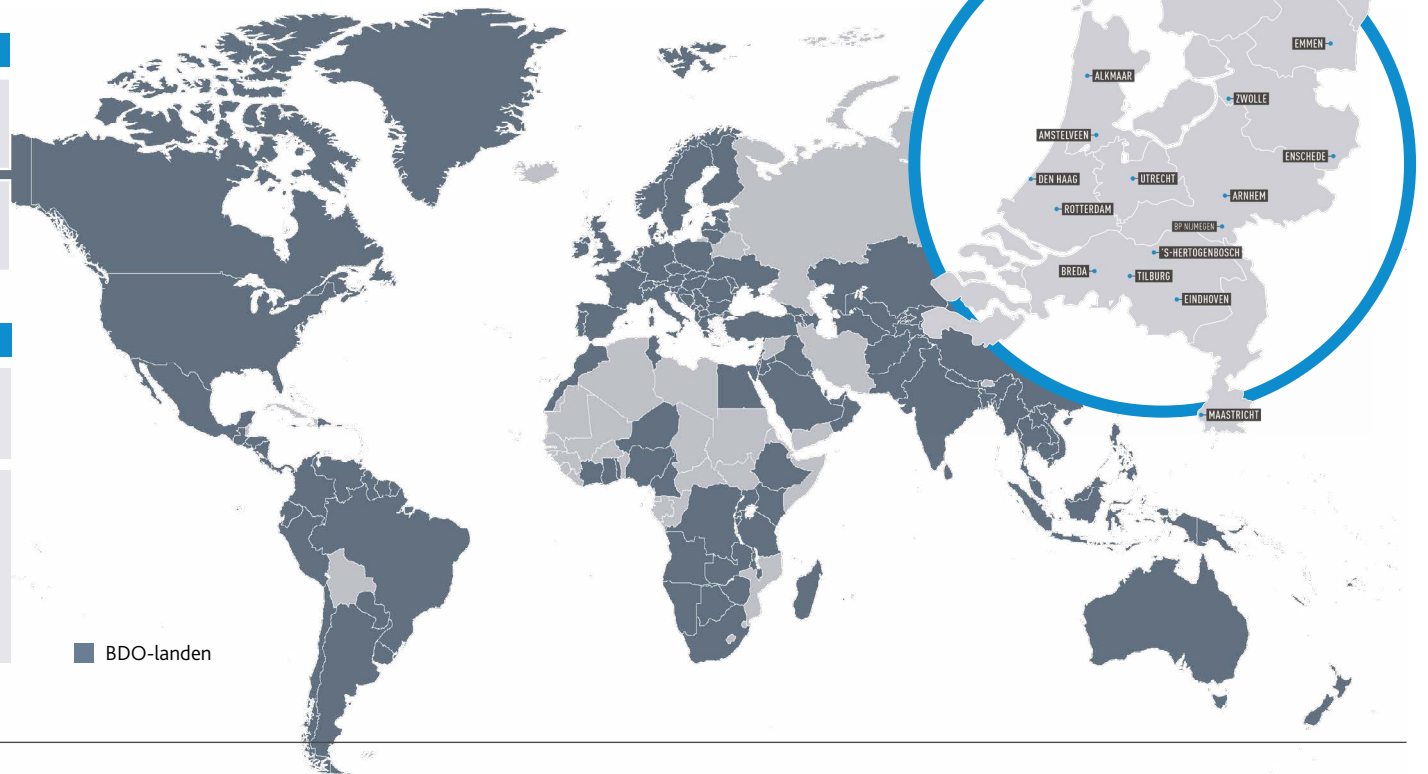 EMMEN
ALKMAAR
ZWOLLE
AMSTELVEEN
ENSCHEDE
DEN HAAG
UTRECHT
ARNHEM
ROTTERDAM
BP NIJMEGEN
'S-HERTOGENBOSCH
BREDA
TILBURG
EINDHOVEN
MAASTRICHT
BDO-landen